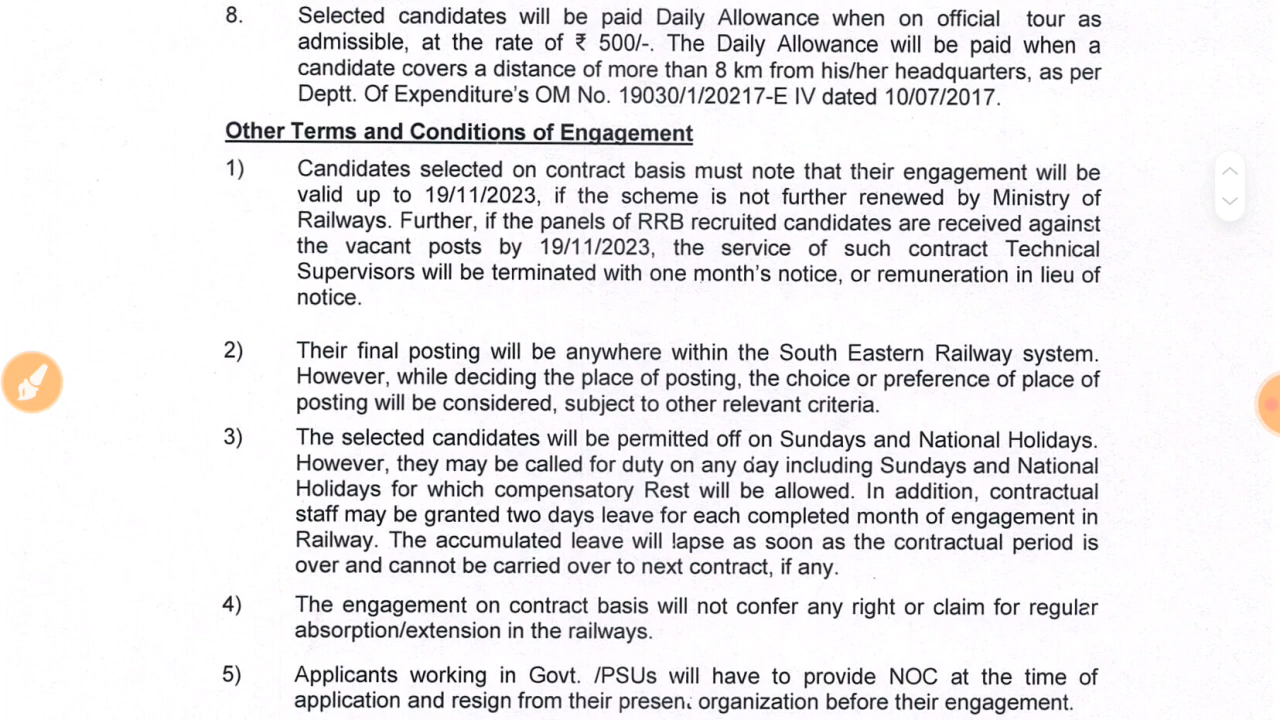 8. Selected candidates will be paid Daily Allowance when on official tour as
admissible, at the rate of ₹ 500/-. The Daily Allowance will be paid when a
candidate covers a distance of more than 8 km from his/her headquarters, as per
Deptt. Of Expenditure's OM No. 19030/1/20217-E IV dated 10/07/2017.
Other Terms and Conditions of Engagement
1) Candidates selected on contract basis must note that their engagement will be
valid up to 19/11/2023, if the scheme is not further renewed by Ministry of
Railways. Further, if the panels of RRB recruited candidates are received against
the vacant posts by 19/11/2023, the service of such contract Technical
Supervisors will be terminated with one month's notice, or remuneration in lieu of
notice.
2) Their final posting will be anywhere within the South Eastern Railway system.
However, while deciding the place of posting, the choice or preference of place of
posting will be considered, subject to other relevant criteria.
3) The selected candidates will be permitted off on Sundays and National Holidays.
However, they may be called for duty on any day including Sundays and National
Holidays for which compensatory Rest will be allowed. In addition, contractual
staff may be granted two days leave for each completed month of engagement in
Railway. The accumulated leave will lapse as soon as the contractual period is
over and cannot be carried over to next contract, if any.
4) The engagement on contract basis will not confer any right or claim for regular
absorption/extension in the railways.
5) Applicants working in Govt. /PSUs will have to provide NOC at the time of
application and resign from their present organization before their engagement.